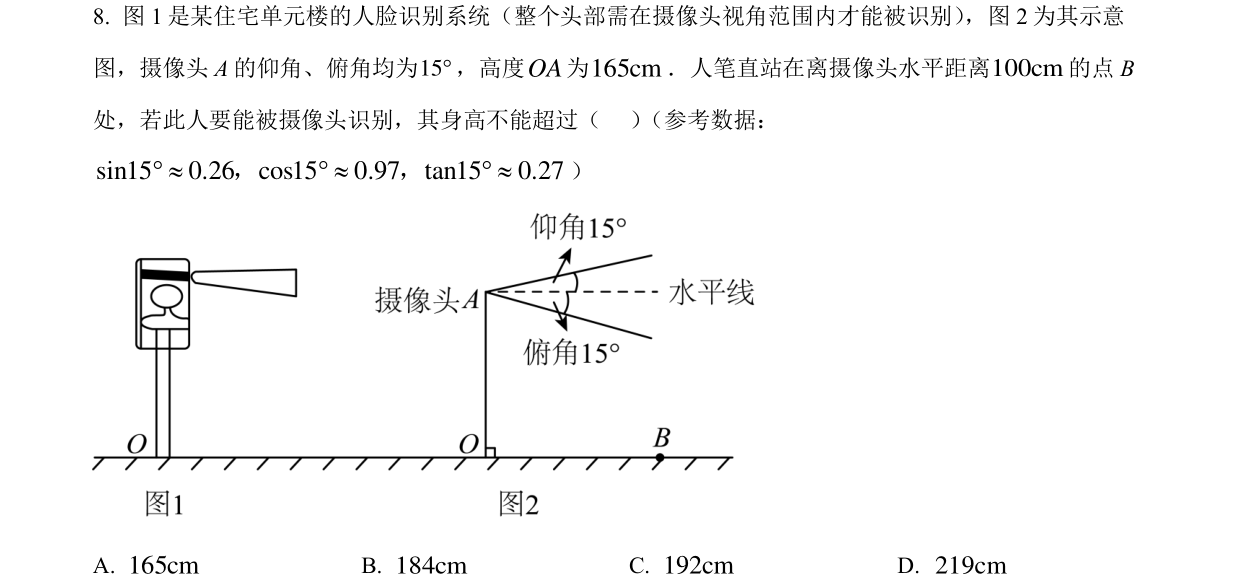 8. 图 1 是某住宅单元楼的人脸识别系统（整个头部需在摄像头视角范围内才能被识别），图 2 为其示意
图，摄像头 A 的仰角、俯角均为15°，高度OA 为165cm．人笔直站在离摄像头水平距离100cm 的点 B
处，若此人要能被摄像头识别，其身高不能超过（　）（参考数据：
sin15°≈0.26，cos15°≈0.97，tan15°≈0.27 ）
仰角15°
摄像头A
水平线
俯角15°
O
O
B
图1
图2
A. 165cm B. 184cm C. 192cm D. 219cm